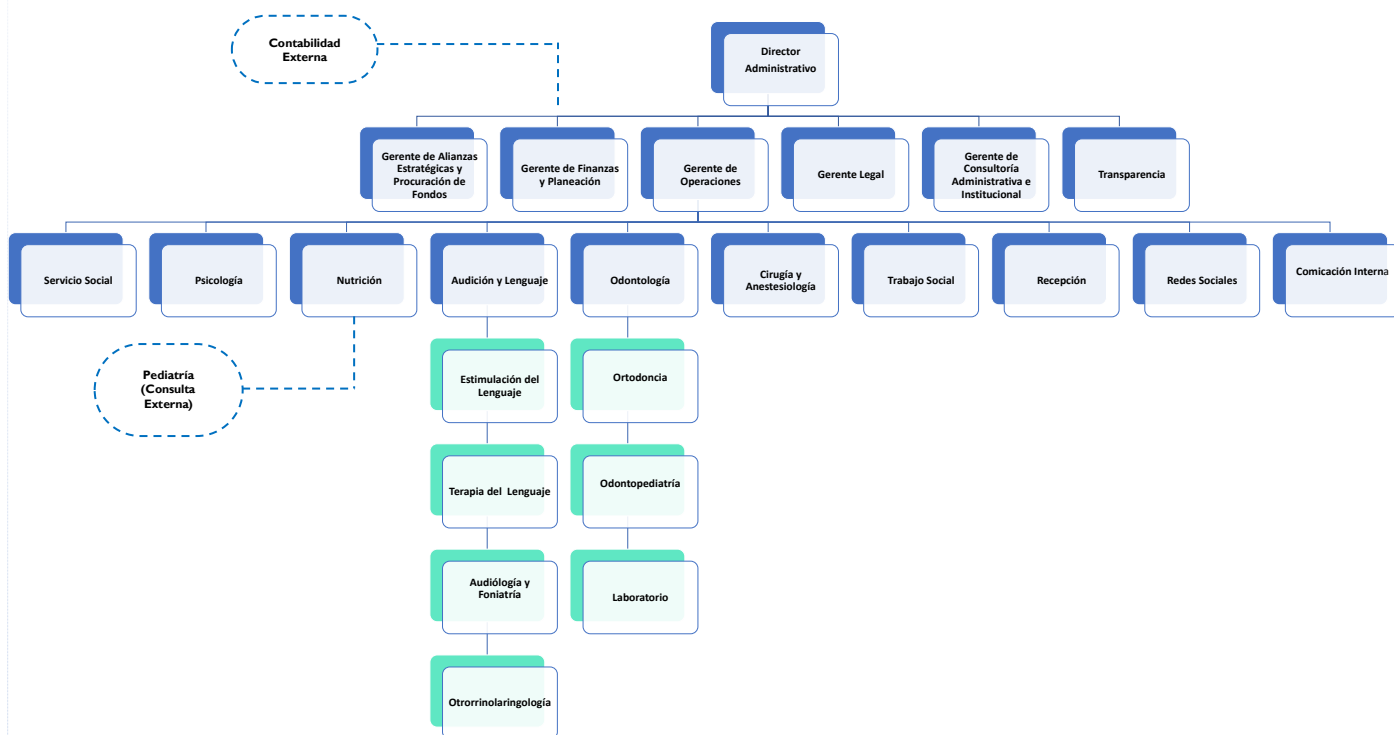 Contabilidad
Externa
Director
Administrativo
Gerente de Alianzas
Estratégicas y
Procuración de
Fondos
Gerente de Finanzas
y Planeación
Gerente de
Operaciones
Gerente Legal
Gerente de
Consultoría
Administrativa e
Institucional
Transparencia
Servicio Social
Psicología
Nutrición
Audición y Lenguaje
Odontología
Cirugía y
Anestesiología
Trabajo Social
Recepción
Redes Sociales
Comicación Interna
Pediatría
(Consulta
Externa)
Estimulación del
Lenguaje
Ortodoncia
Terapia del Lenguaje
Odontopediatría
Audiólogía y
Foniatría
Laboratorio
Otrorrinolaringología